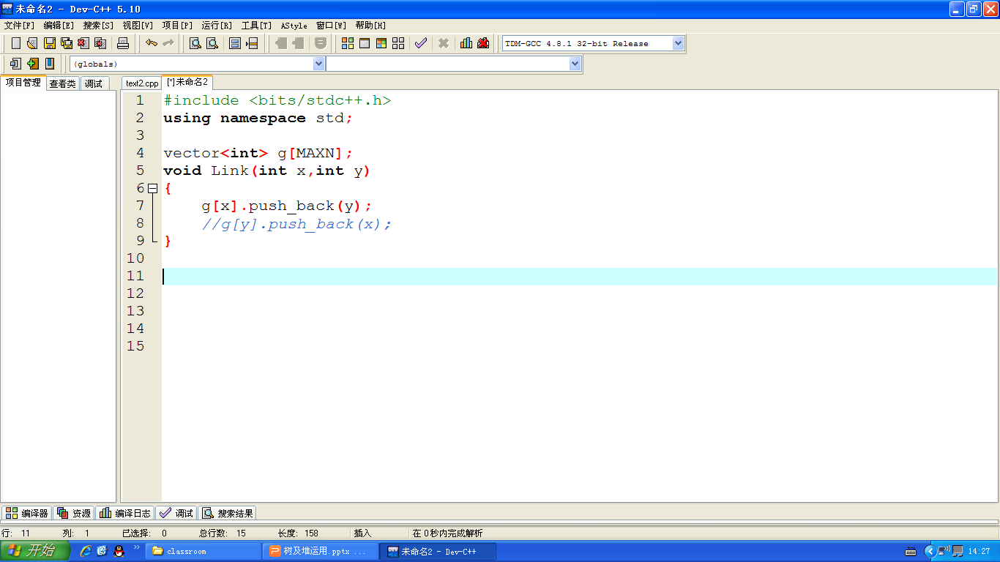 未命名2 - Dev-C++ 5.10
文件[F] 编辑[E] 搜索[S] 视图[V] 项目[P] 运行[R] 工具[T] AStyle 窗口[W] 帮助[H]
TDM-GCC 4.8.1 32-bit Release
(globals)
项目管理 查看类 调试 text2.cpp [*]未命名2
1 #include <bits/stdc++.h>
2 using namespace std;
3
4 vector<int> g[MAXN];
5 void Link(int x,int y)
6 {
7 g[x].push_back(y);
8 //g[y].push_back(x);
9 }
10
11
12
13
14
15
编译器 资源 编译日志 调试 搜索结果
行: 11 列: 1 已选择: 0 总行数: 15 长度: 158 插入 在 0 秒内完成解析
开始 classroom 树及堆运用.pptx ... 未命名2 - Dev-C++ 14:27